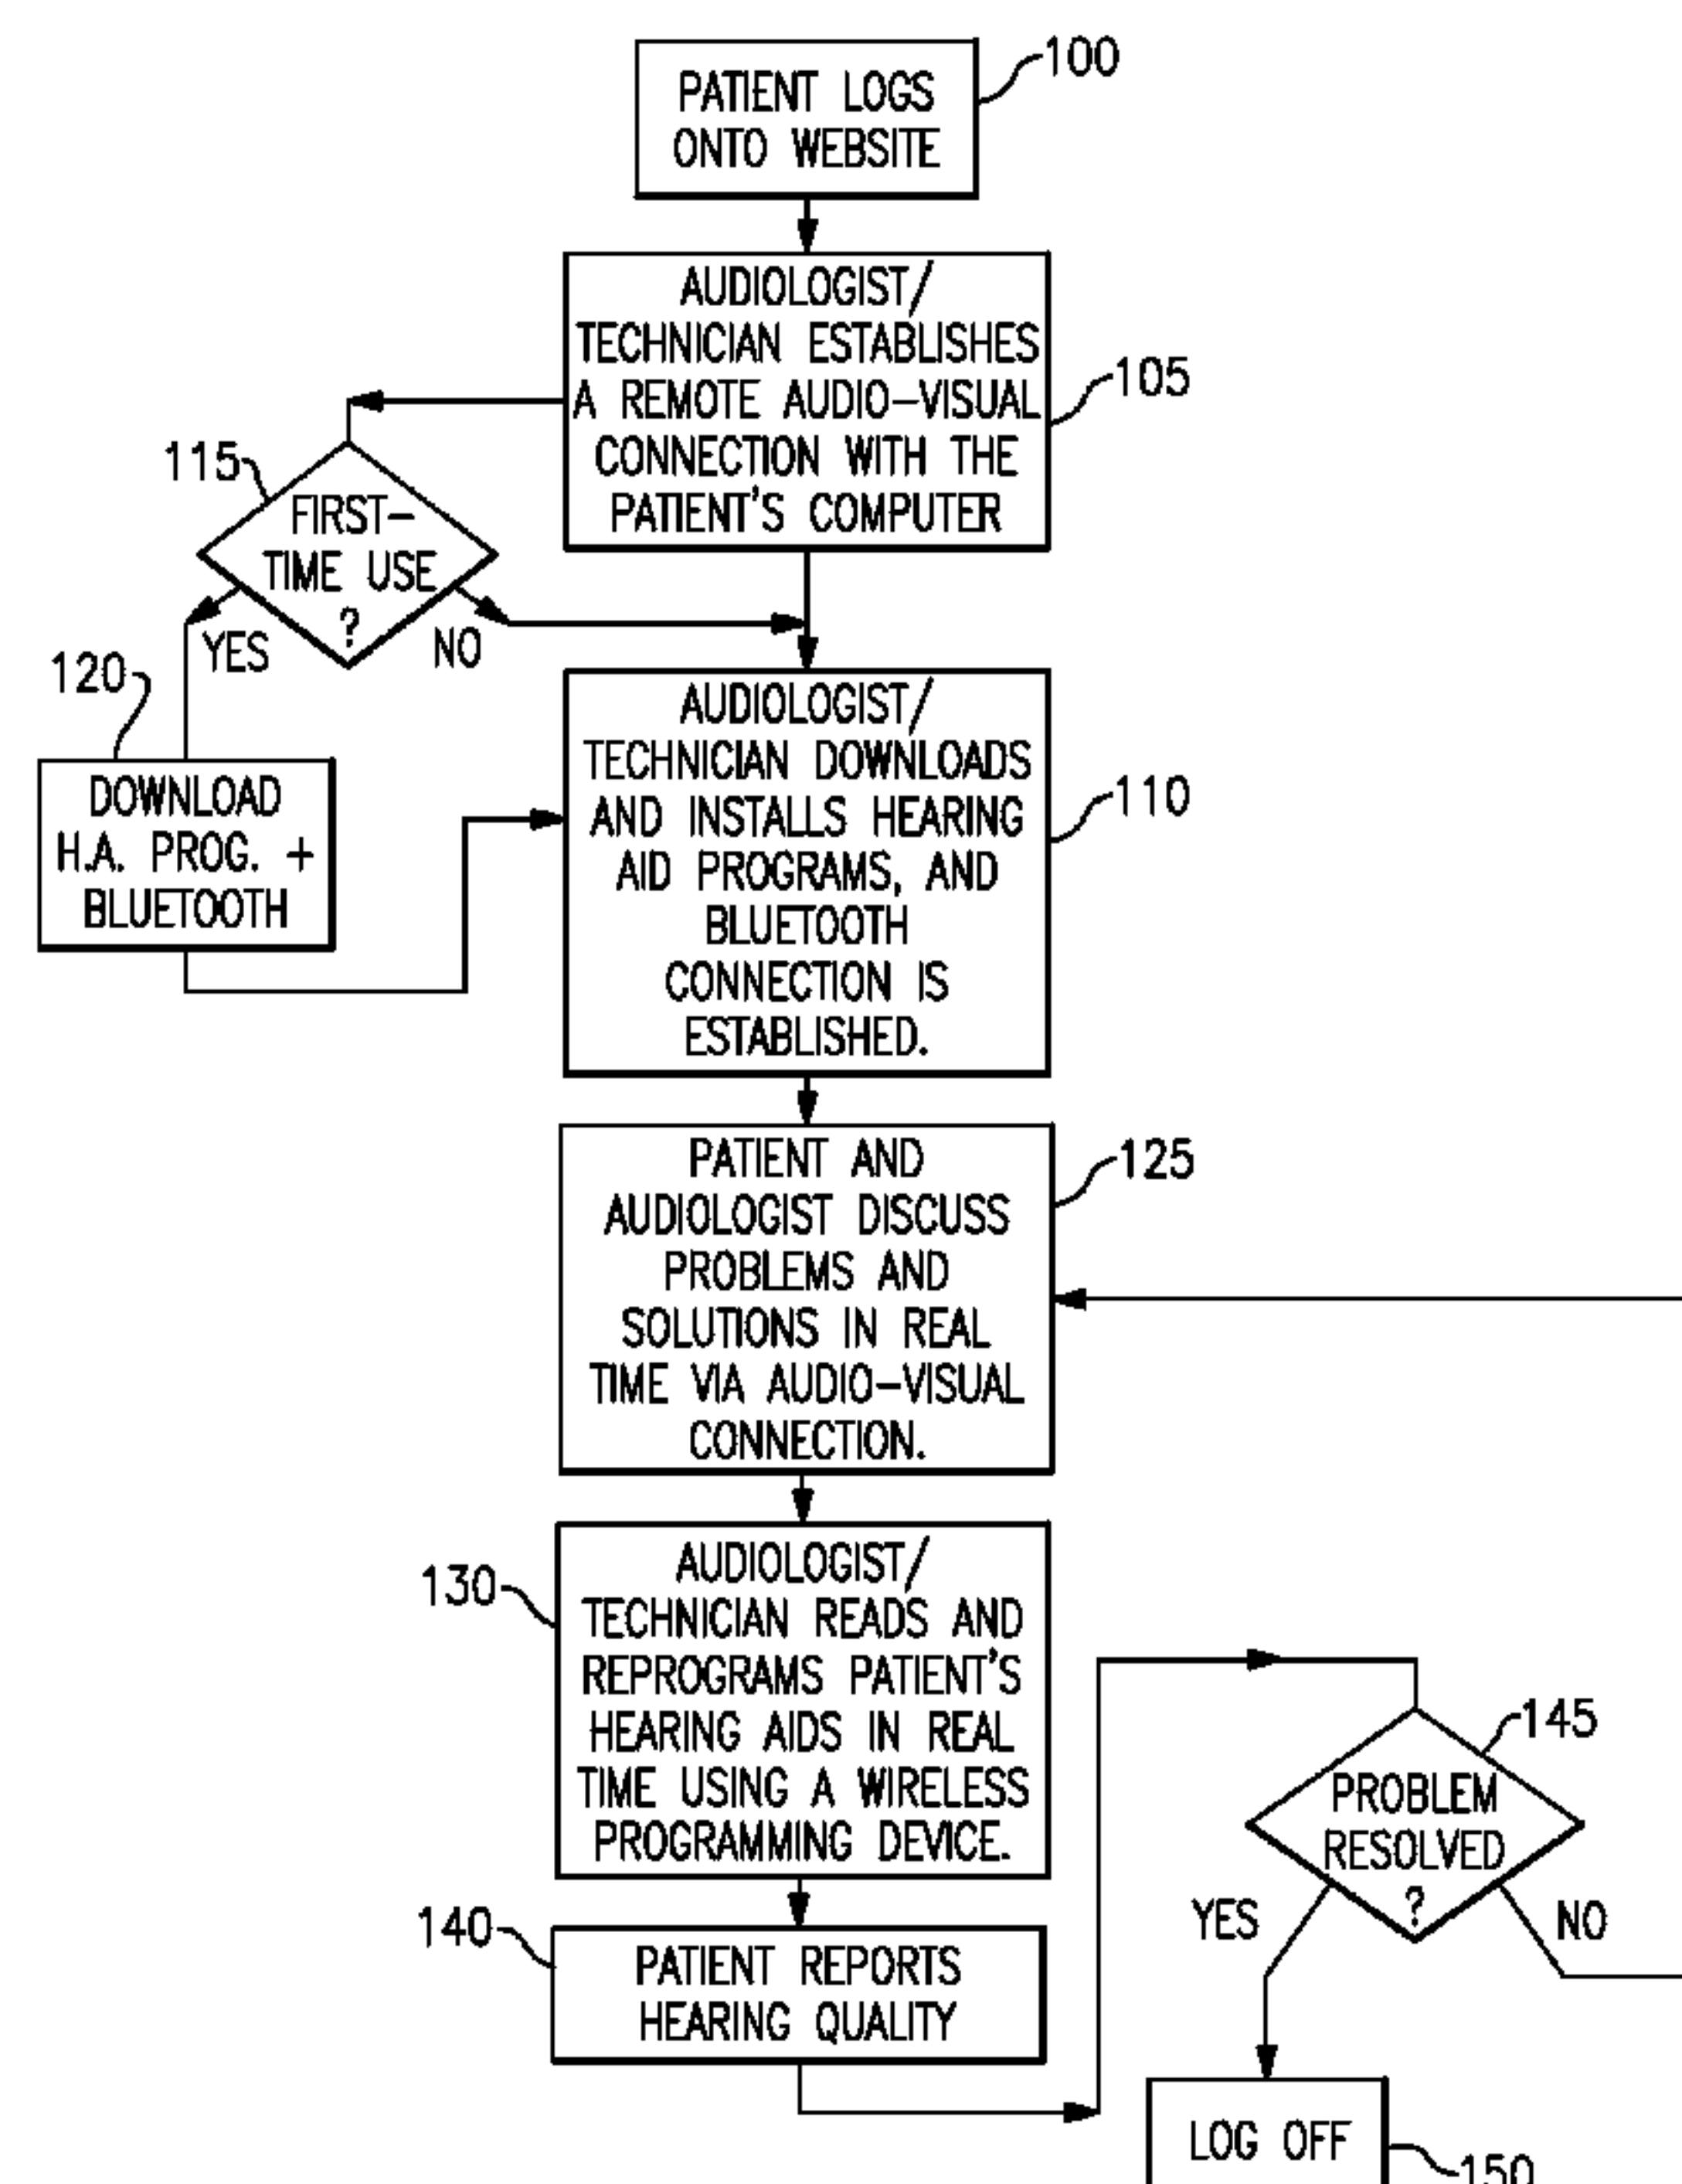 PATIENT LOGS
ONTO WEBSITE
100
AUDIOLOGIST/
TECHNICIAN ESTABLISHES
A REMOTE AUDIO-VISUAL
CONNECTION WITH THE
PATIENT'S COMPUTER
105
115
FIRST-
TIME USE
?
YES
NO
120
DOWNLOAD
H.A. PROG. +
BLUETOOTH
AUDIOLOGIST/
TECHNICIAN DOWNLOADS
AND INSTALLS HEARING
AID PROGRAMS, AND
BLUETOOTH
CONNECTION IS
ESTABLISHED.
110
PATIENT AND
AUDIOLOGIST DISCUSS
PROBLEMS AND
SOLUTIONS IN REAL
TIME VIA AUDIO-VISUAL
CONNECTION.
125
130
AUDIOLOGIST/
TECHNICIAN READS AND
REPROGRAMS PATIENT'S
HEARING AIDS IN REAL
TIME USING A WIRELESS
PROGRAMMING DEVICE.
140
PATIENT REPORTS
HEARING QUALITY
145
PROBLEM
RESOLVED
?
YES
NO
LOG OFF
150